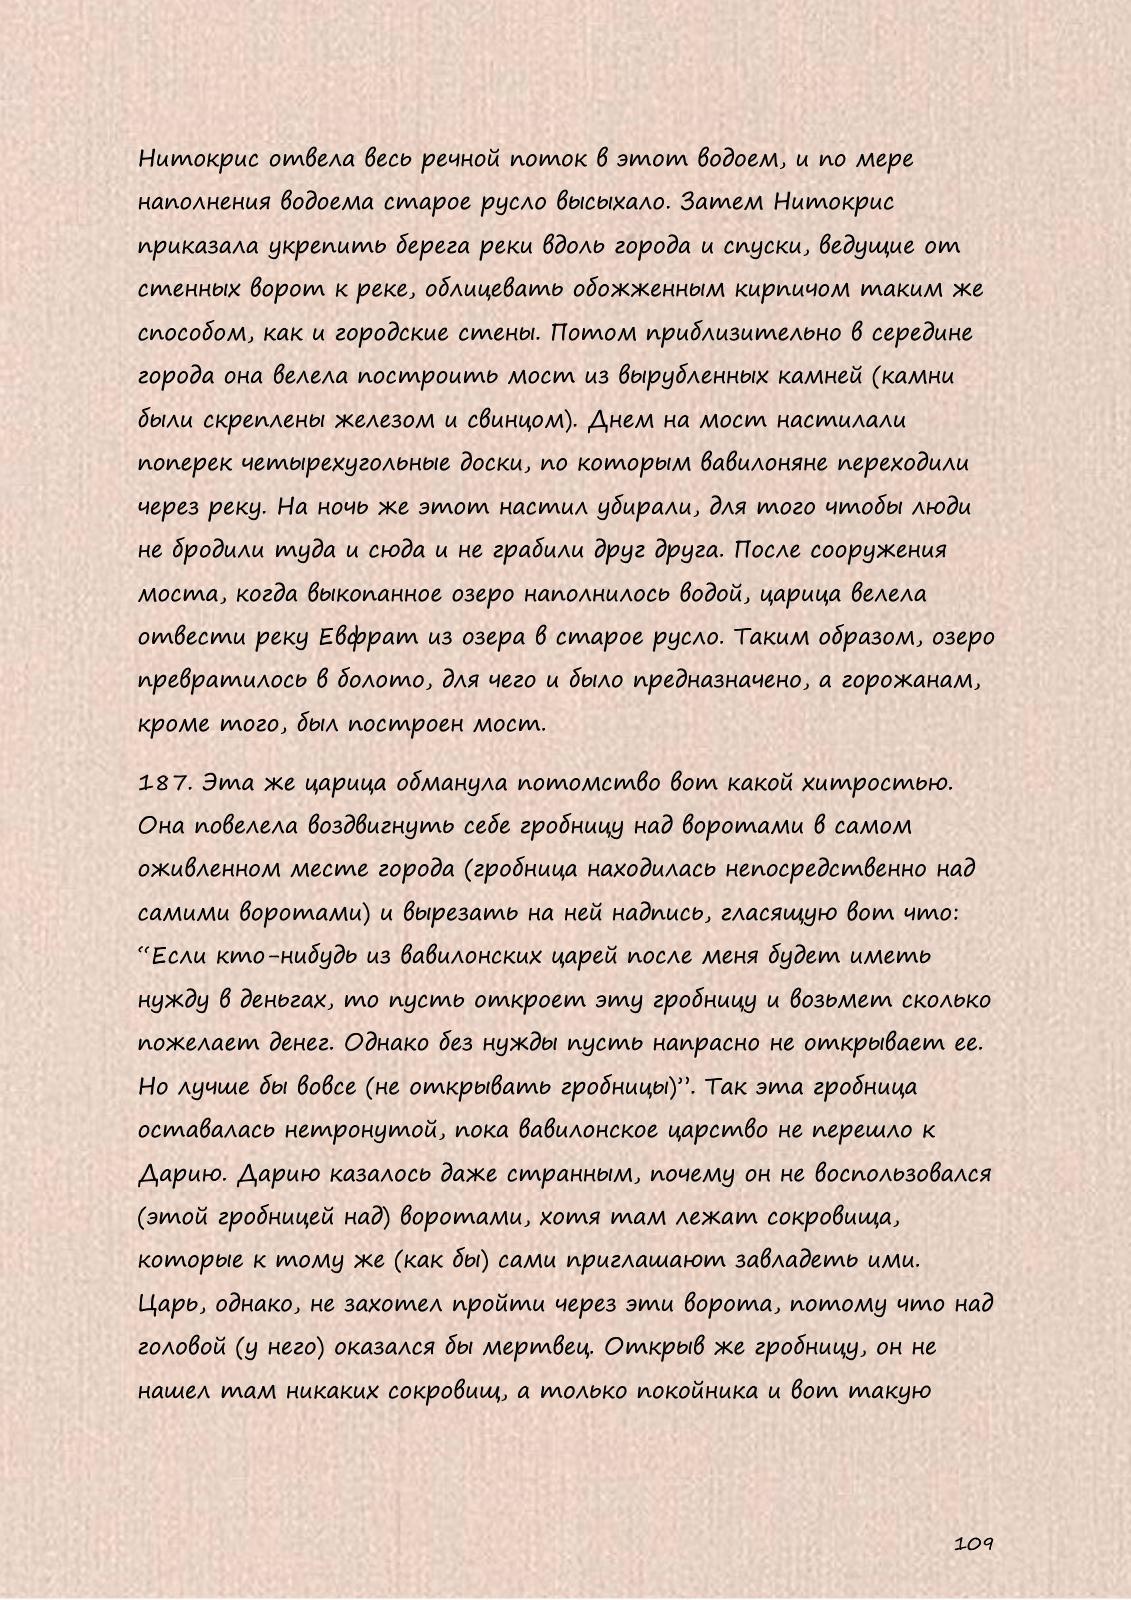 Нитокрис отвела весь речной поток в этот водоем, и по мере
наполнения водоема старое русло высыхало. Затем Нитокрис
приказала укрепить берега реки вдоль города и спуски, ведущие от
стенных ворот к реке, облицевать обожженным кирпичом таким же
способом, как и городские стены. Потом приблизительно в середине
города она велела построить мост из вырубленных камней (камни
были скреплены железом и свинцом). Днем на мост настилали
поперек четырехугольные доски, по которым вавилоняне переходили
через реку. На ночь же этот настил убирали, для того чтобы люди
не бродили туда и сюда и не грабили друг друга. После сооружения
моста, когда выкопанное озеро наполнилось водой, царица велела
отвести реку Евфрат из озера в старое русло. Таким образом, озеро
превратилось в болото, для чего и было предназначено, а горожанам,
кроме того, был построен мост.
187. Эта же царица обманула потомство вот какой хитростью.
Она повелела воздвигнуть себе гробницу над воротами в самом
оживленном месте города (гробница находилась непосредственно над
самими воротами) и вырезать на ней надпись, гласящую вот что:
“Если кто-нибудь из вавилонских царей после меня будет иметь
нужду в деньгах, то пусть откроет эту гробницу и возьмет сколько
пожелает денег. Однако без нужды пусть напрасно не открывает ее.
Но лучше бы вовсе (не открывать гробницы)”. Так эта гробница
оставалась нетронутой, пока вавилонское царство не перешло к
Дарию. Дарию казалось даже странным, почему он не воспользовался
(этой гробницей над) воротами, хотя там лежат сокровища,
которые к тому же (как бы) сами приглашают завладеть ими.
Царь, однако, не захотел пройти через эти ворота, потому что над
головой (у него) оказался бы мертвец. Открыв же гробницу, он не
нашел там никаких сокровищ, а только покойника и вот такую
109